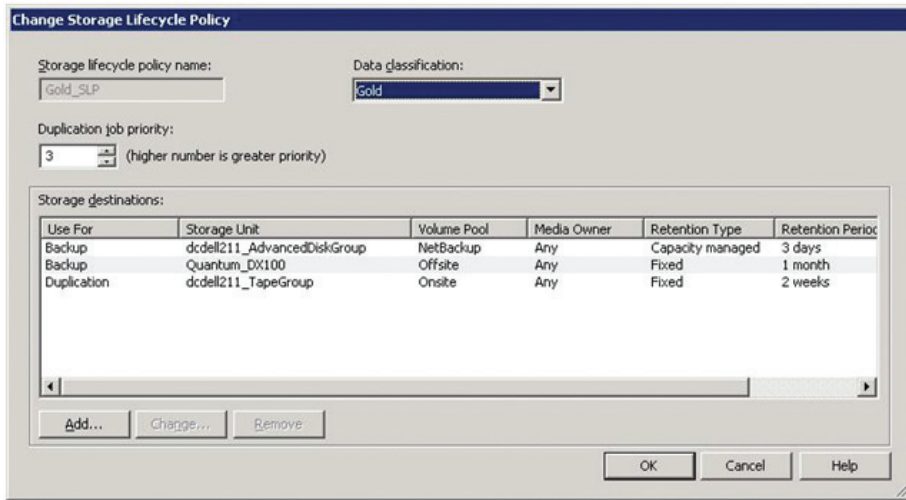 Change Storage Lifecycle Policy
Storage lifecycle policy name:
Data classification:
Gold_SLP
Gold
Duplication job priority:
3 (higher number is greater priority)
Storage destinations:
Use For Storage Unit Volume Pool Media Owner Retention Type Retention Perioc
Backup dcdell211_AdvancedDiskGroup NetBackup Any Capacity managed 3 days
Backup Quantum_DX100 Offsite Any Fixed 1 month
Duplication dcdell211_TapeGroup Onsite Any Fixed 2 weeks
Add... Change... Remove
OK Cancel Help